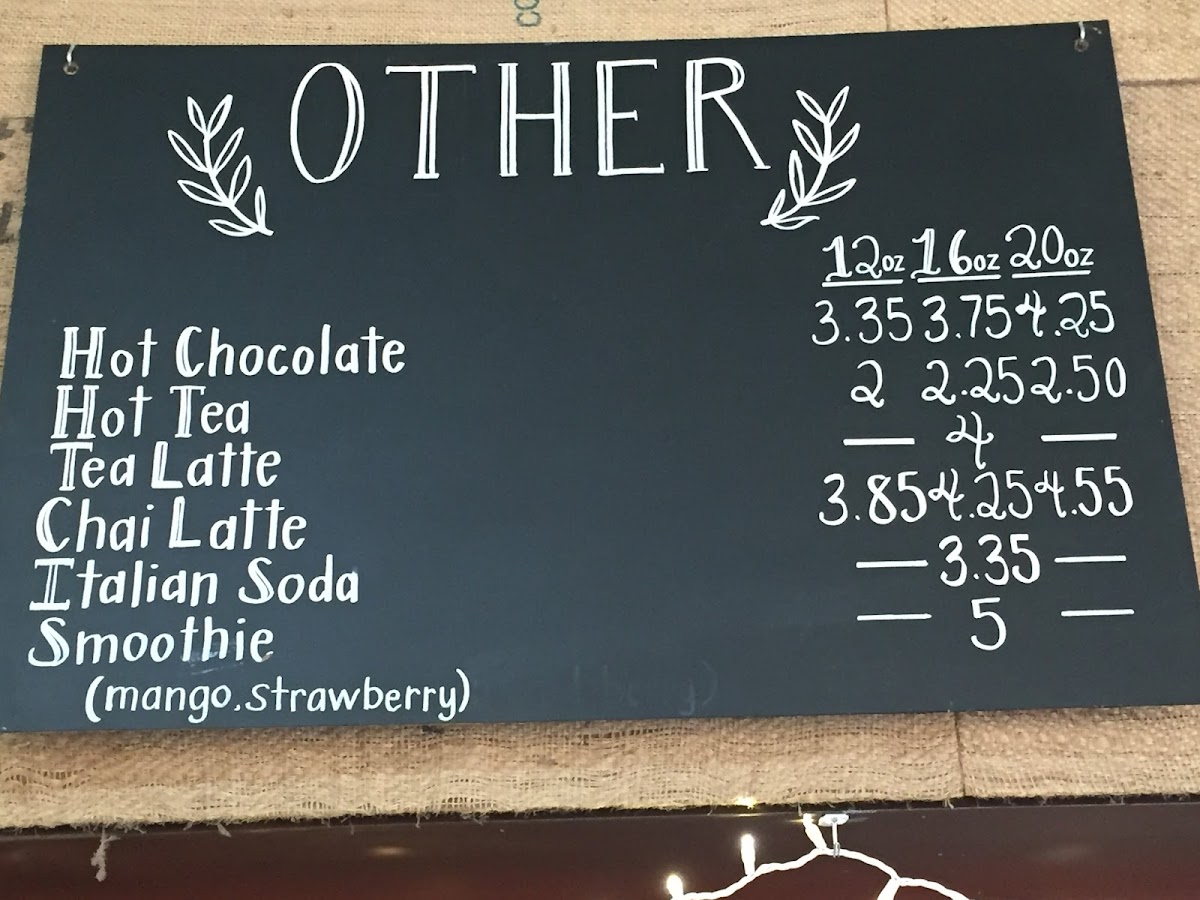 OTHER
12oz 16oz 20oz
Hot Chocolate 3.35 3.75 4.25
Hot Tea 2 2.25 2.50
Tea Latte — 4 —
Chai Latte 3.85 4.25 4.55
Italian Soda — 3.35 —
Smoothie — 5 —
(mango, strawberry)